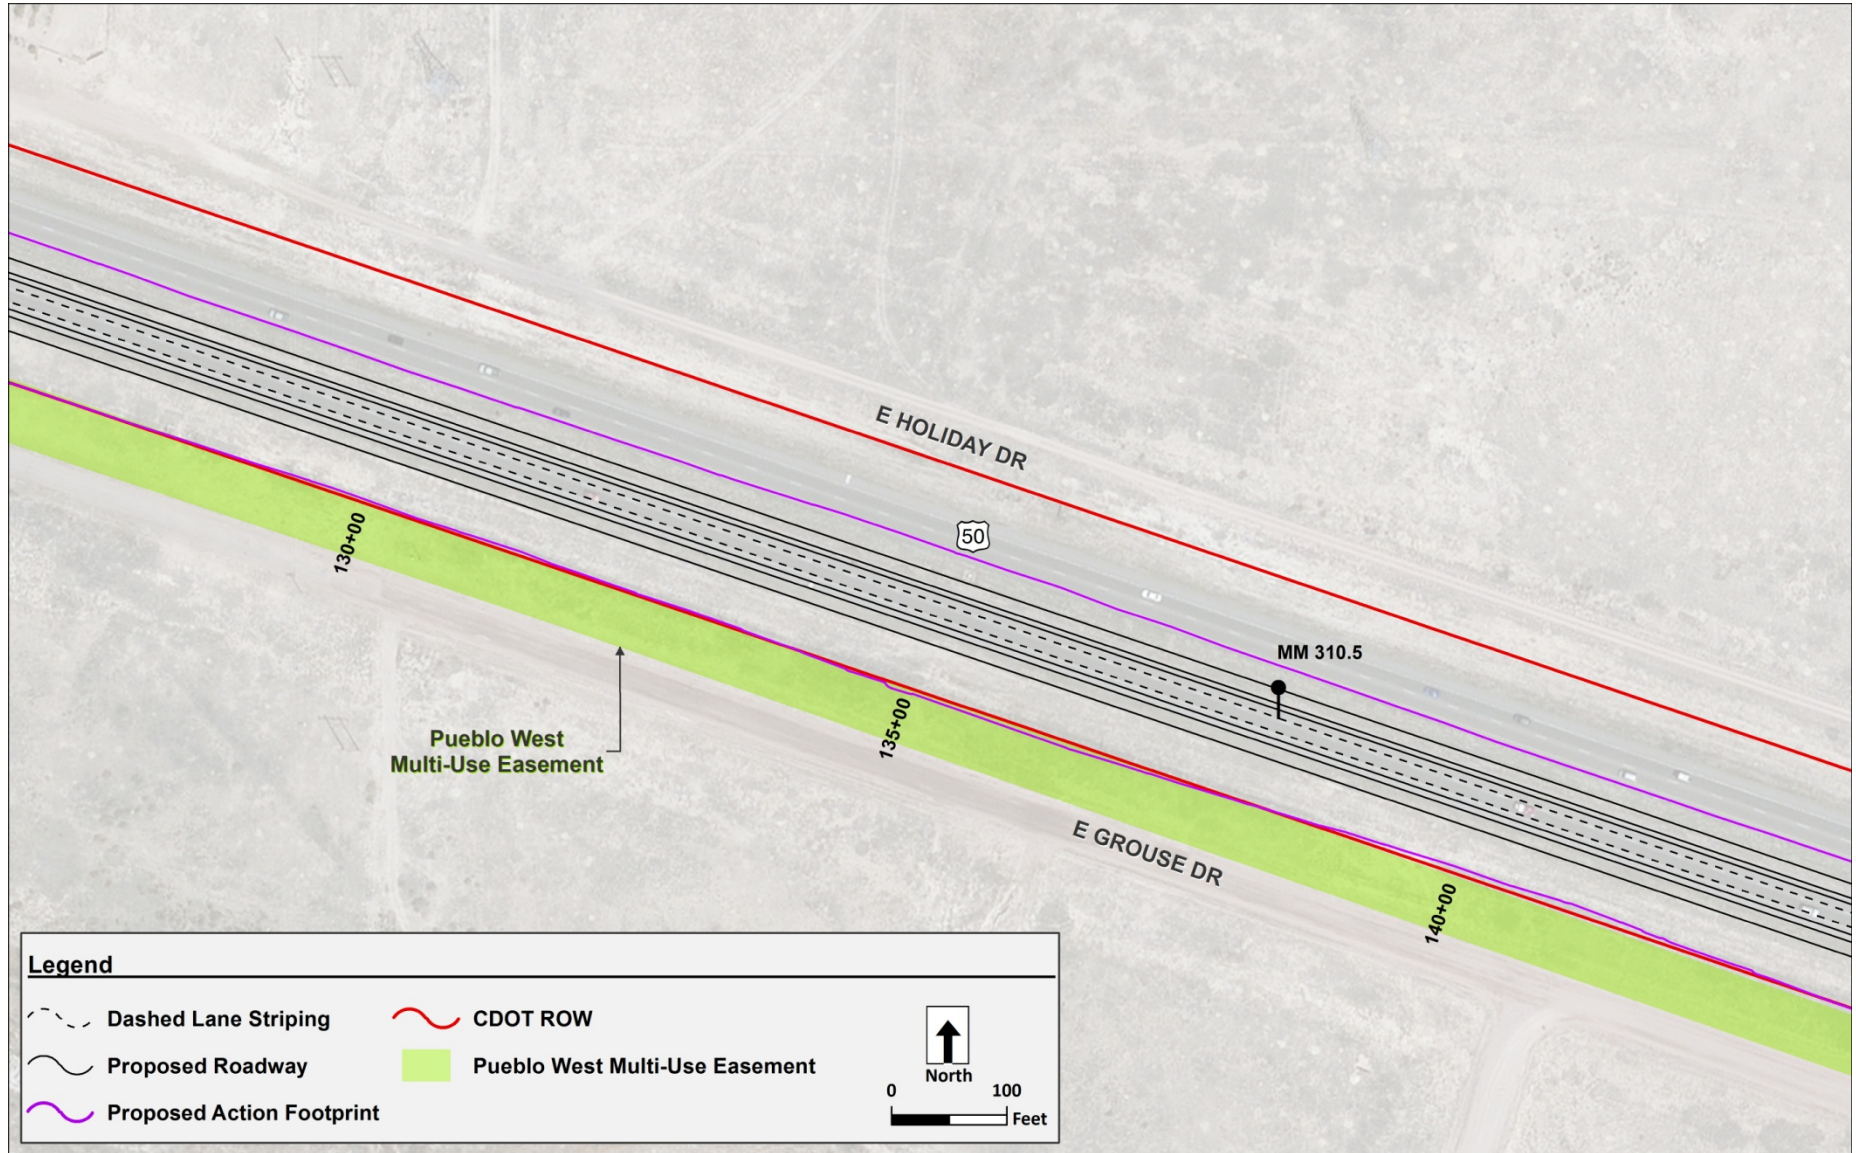 E HOLIDAY DR
50
130+00
MM 310.5
135+00
Pueblo West
Multi-Use Easement
E GROUSE DR
140+00
Legend
Dashed Lane Striping
CDOT ROW
Proposed Roadway
Pueblo West Multi-Use Easement
Proposed Action Footprint
North
0 100
Feet